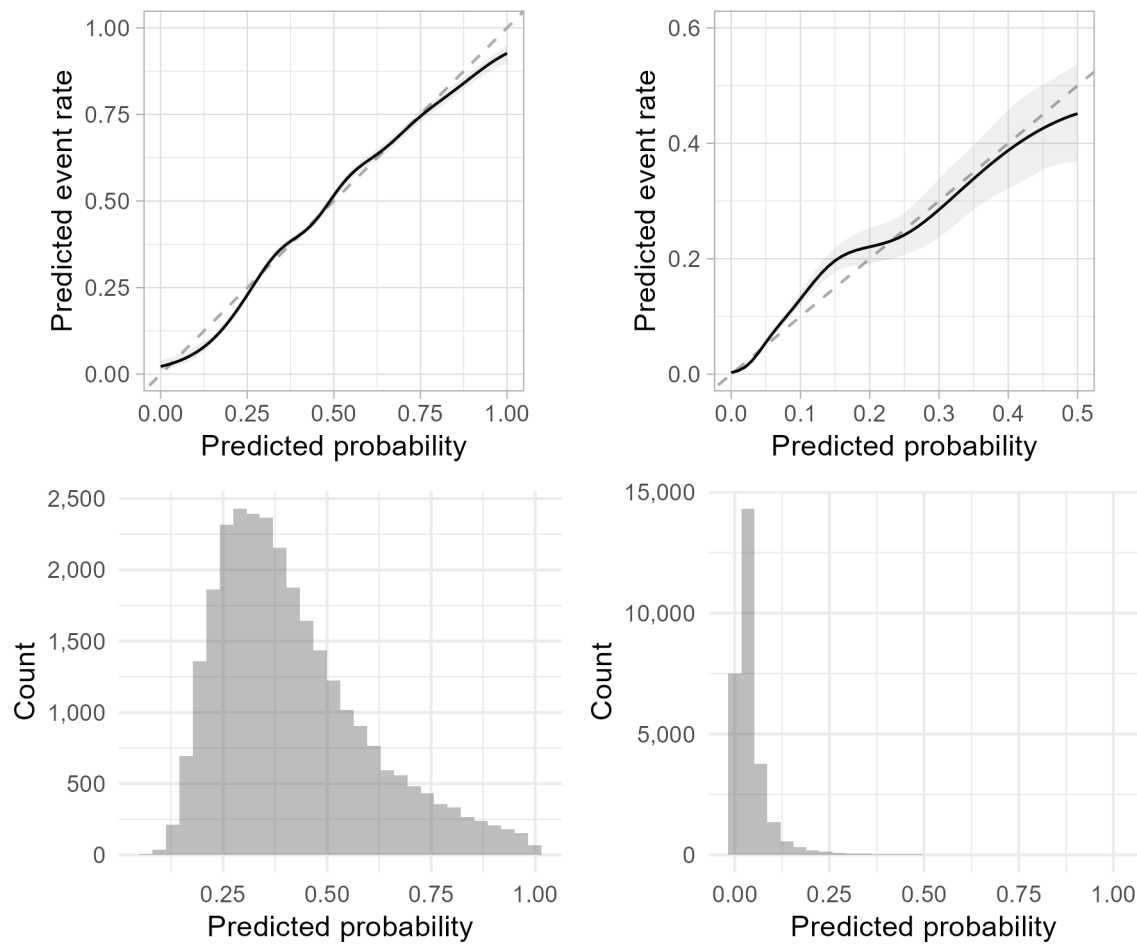 1.00
0.75
0.50
0.25
0.00
Predicted event rate
0.00 0.25 0.50 0.75 1.00
Predicted probability
0.6
0.4
0.2
0.0
Predicted event rate
0.0 0.1 0.2 0.3 0.4 0.5
Predicted probability
2,500
2,000
1,500
1,000
500
0
Count
0.25 0.50 0.75 1.00
Predicted probability
15,000
10,000
5,000
0
Count
0.00 0.25 0.50 0.75 1.00
Predicted probability